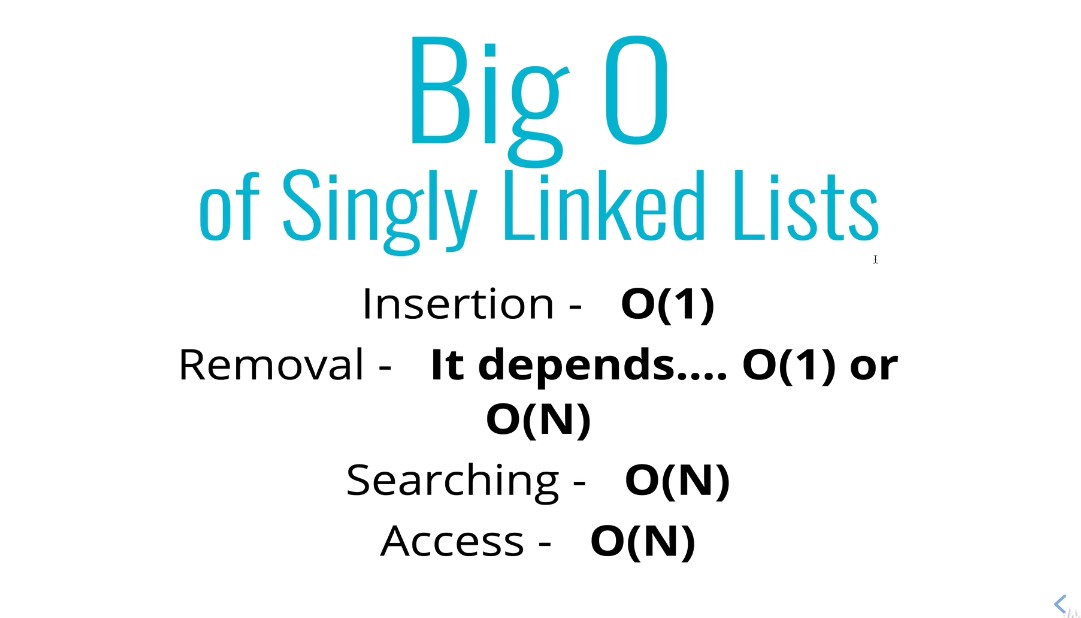 Big O
of Singly Linked Lists
Insertion - O(1)
Removal - It depends.... O(1) or
O(N)
Searching - O(N)
Access - O(N)